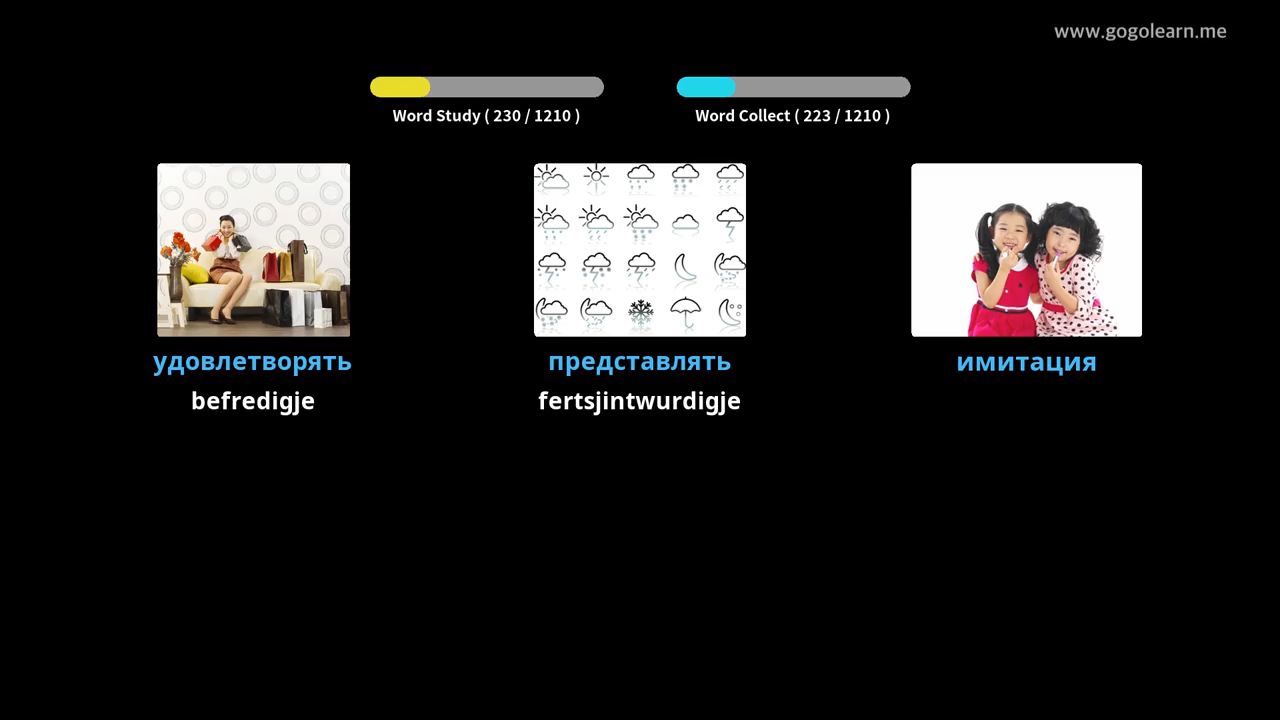 www.gogolearn.me
Word Study ( 230 / 1210 )
Word Collect ( 223 / 1210 )
удовлетворять
befredigje
представлять
fertsjintwurdigje
имитация